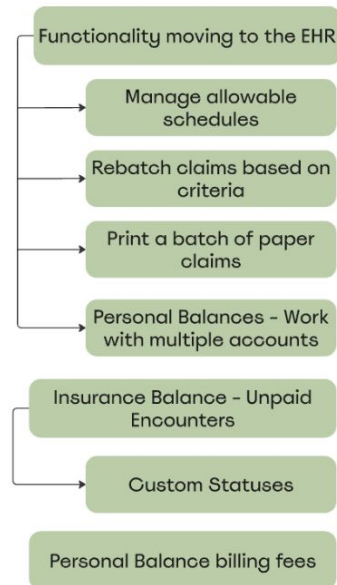 Functionality moving to the EHR
Manage allowable
schedules
Rebatch claims based on
criteria
Print a batch of paper
claims
Personal Balances - Work
with multiple accounts
Insurance Balance - Unpaid
Encounters
Custom Statuses
Personal Balance billing fees